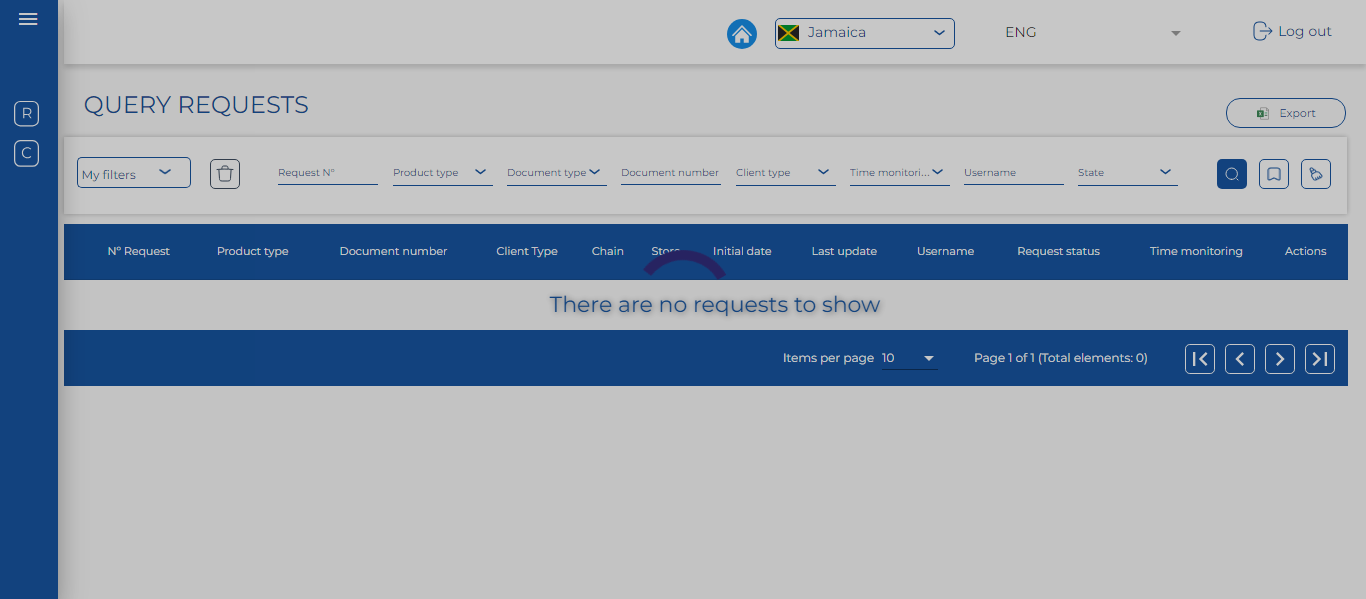 Jamaica
ENG
Log out
R
C
QUERY REQUESTS
Export
My filters
Request Nº
Product type
Document type
Document number
Client type
Time monitori...
Username
State
Nº Request
Product type
Document number
Client Type
Chain
Store
Initial date
Last update
Username
Request status
Time monitoring
Actions
There are no requests to show
Items per page 10
Page 1 of 1 (Total elements: 0)